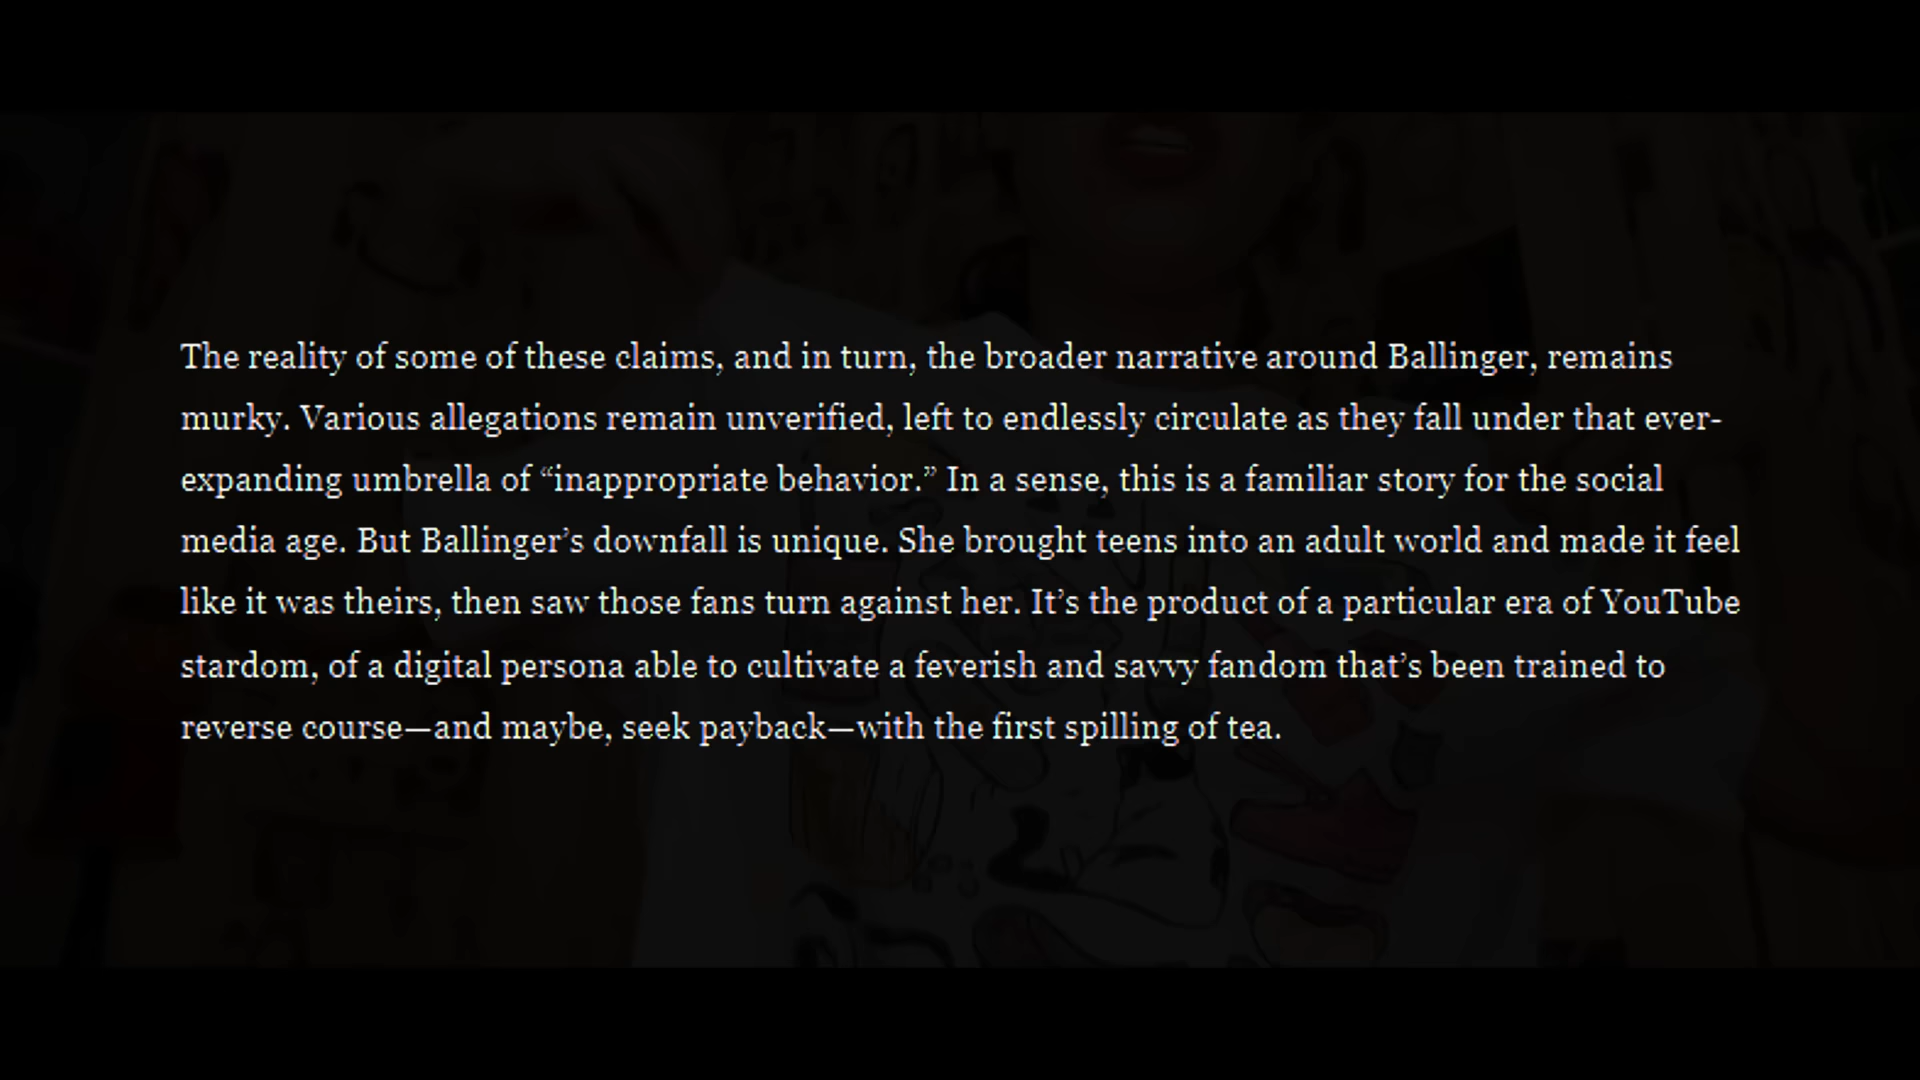 The reality of some of these claims, and in turn, the broader narrative around Ballinger, remains
murky. Various allegations remain unverified, left to endlessly circulate as they fall under that ever-
expanding umbrella of “inappropriate behavior.” In a sense, this is a familiar story for the social
media age. But Ballinger’s downfall is unique. She brought teens into an adult world and made it feel
like it was theirs, then saw those fans turn against her. It’s the product of a particular era of YouTube
stardom, of a digital persona able to cultivate a feverish and savvy fandom that’s been trained to
reverse course—and maybe, seek payback—with the first spilling of tea.